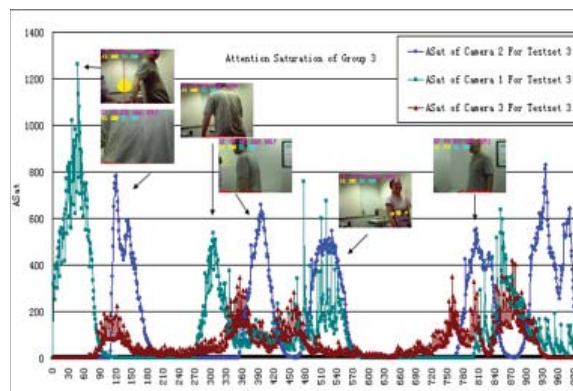 Attention Saturation of Group 3
ASat of Camera 2 For Testset 3
ASat of Camera 1 For Testset 3
ASat of Camera 3 For Testset 3
1400
1200
1000
800
600
400
200
0
ASat
0 30 60 90 120 150 180 210 240 270 300 330 360 390 420 450 480 510 540 570 600 630 660 690 720 750 780 810 840 870 900 930 960